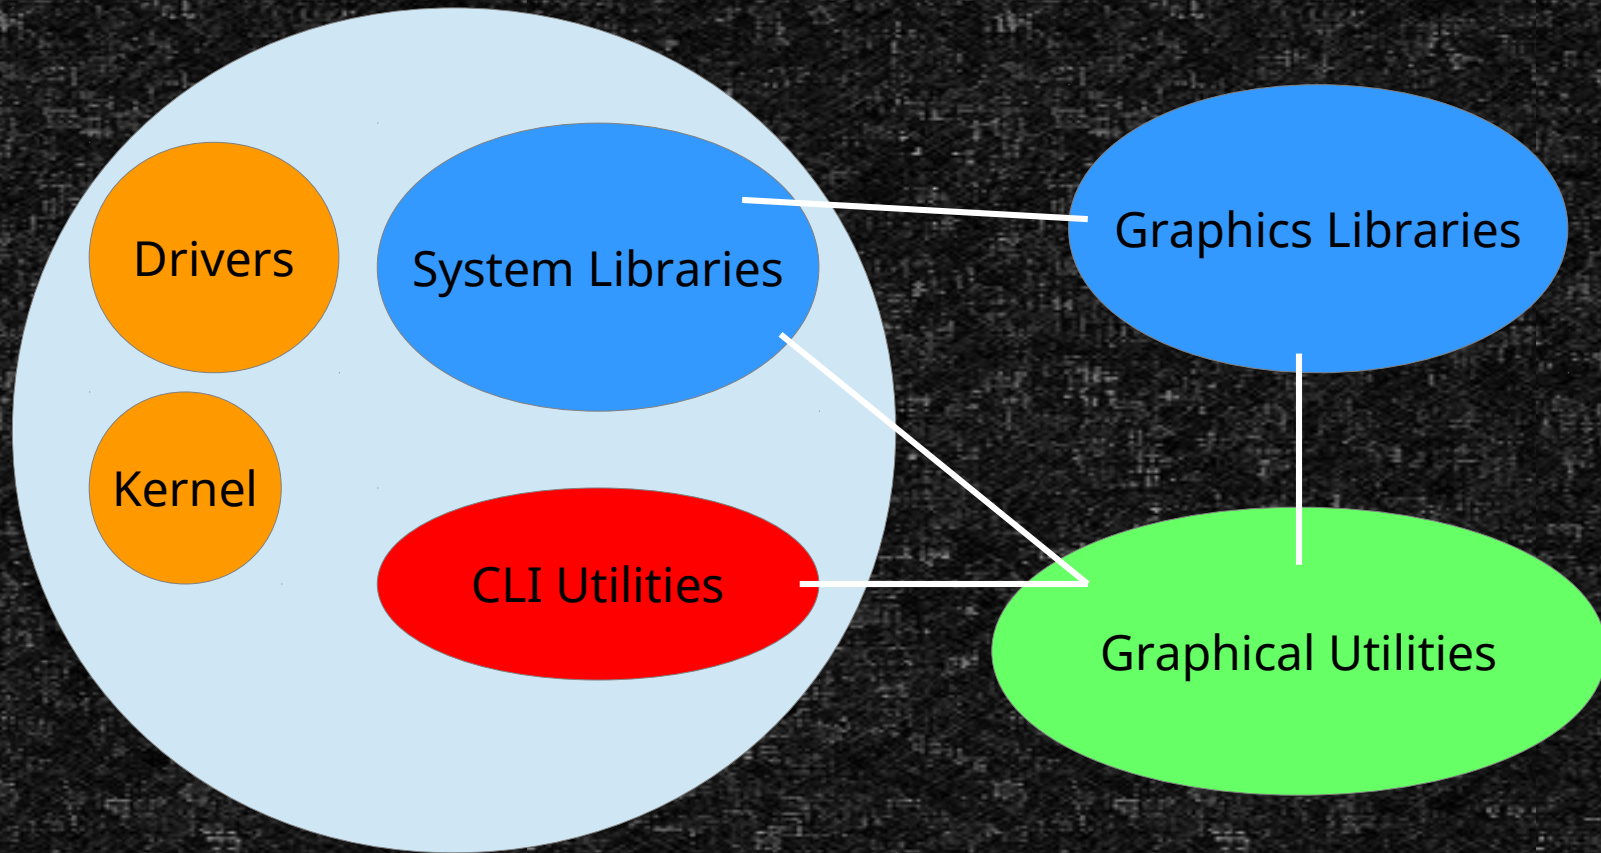 Drivers
System Libraries
Graphics Libraries
Kernel
CLI Utilities
Graphical Utilities